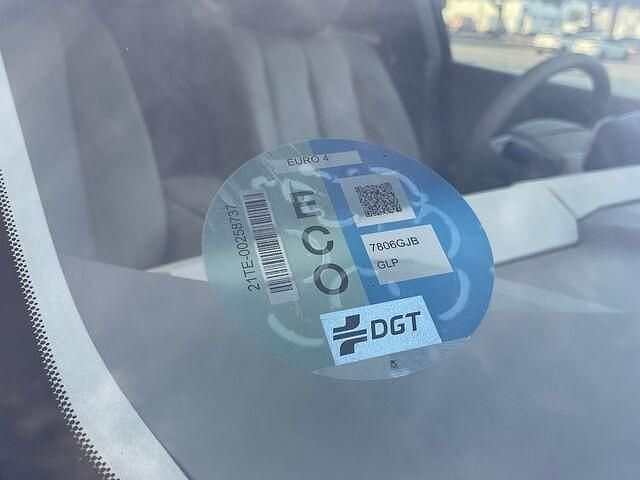 EURO 4
21TE-00258737
ECO
7806GJB
GLP
DGT